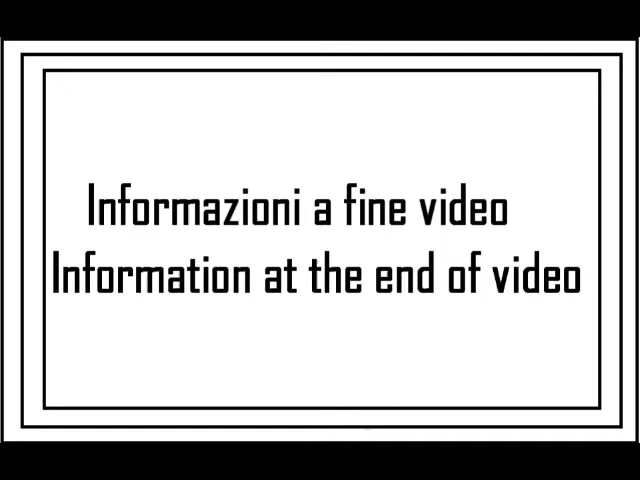 Informazioni a fine video
Information at the end of video